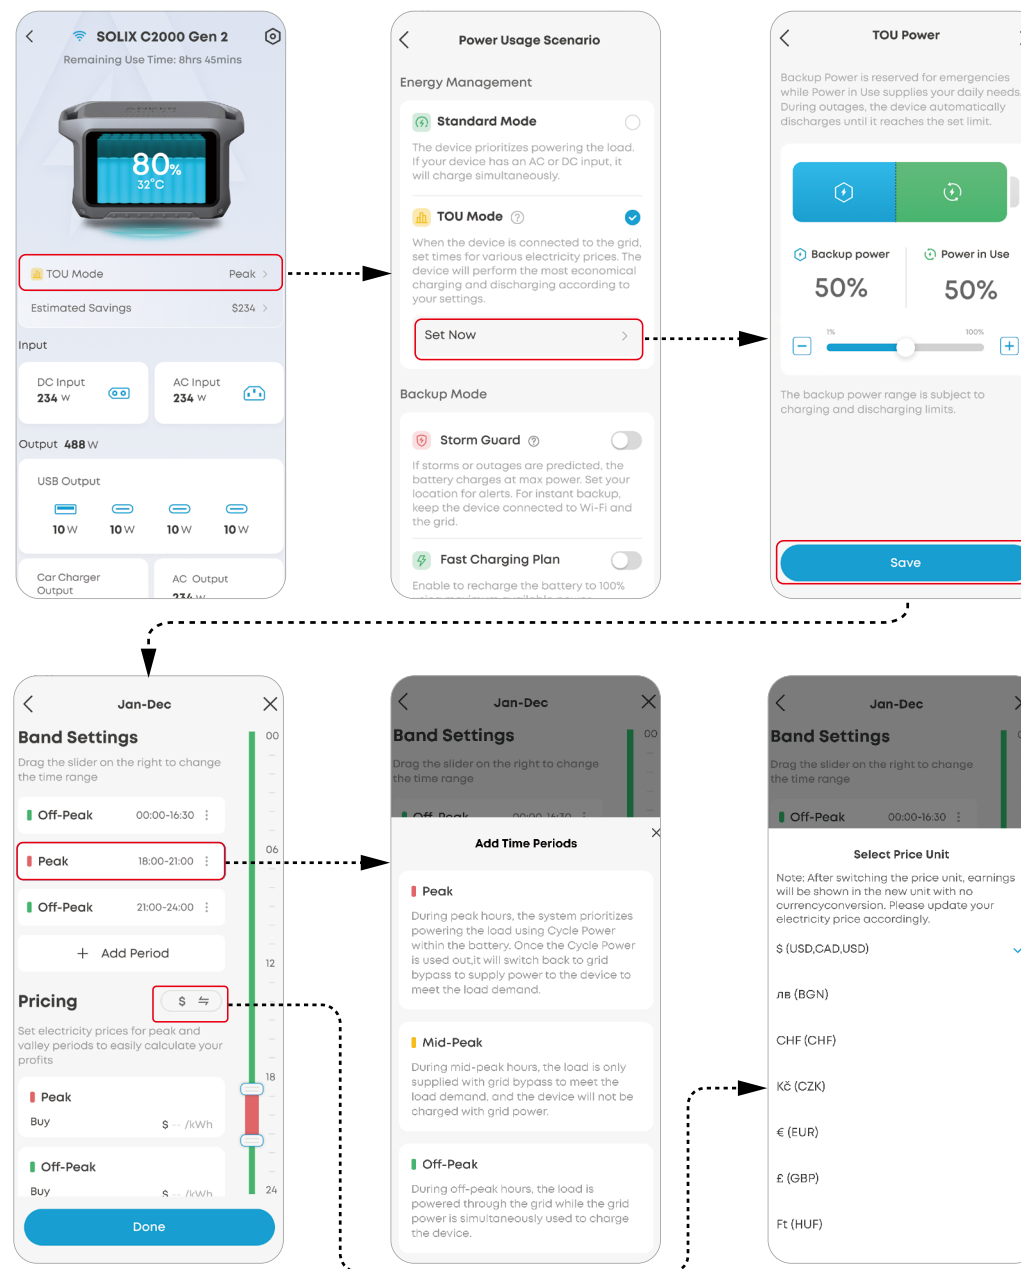 SOLIX C2000 Gen 2
Remaining Use Time: 8hrs 45mins
ANKER
80%
32°C
TOU Mode
Peak
Estimated Savings
$234
Input
DC Input
234 W
AC Input
234 W
Output 488 W
USB Output
10 W
10 W
10 W
10 W
Car Charger
Output
AC Output
234 W
Power Usage Scenario
Energy Management
Standard Mode
The device prioritizes powering the load.
If your device has an AC or DC input, it
will charge simultaneously.
TOU Mode ?
When the device is connected to the grid,
set times for various electricity prices. The
device will perform the most economical
charging and discharging according to
your settings.
Set Now
Backup Mode
Storm Guard ?
If storms or outages are predicted, the
battery charges at max power. Set your
location for alerts. For instant backup,
keep the device connected to Wi-Fi and
the grid.
Fast Charging Plan
Enable to recharge the battery to 100%
using maximum available power
TOU Power
Backup Power is reserved for emergencies
while Power in Use supplies your daily needs.
During outages, the device automatically
discharges until it reaches the set limit.
Backup power
50%
Power in Use
50%
1%
100%
The backup power range is subject to
charging and discharging limits.
Save
Jan-Dec
Band Settings
Drag the slider on the right to change
the time range
Off-Peak 00:00-16:30
Peak 18:00-21:00
Off-Peak 21:00-24:00
+ Add Period
Pricing
$
Set electricity prices for peak and
valley periods to easily calculate your
profits
Peak
Buy
$ -- /kWh
Off-Peak
Buy
$ -- /kWh
Done
00
06
12
18
24
Jan-Dec
Band Settings
Drag the slider on the right to change
the time range
Off-Peak 00:00-16:30
00
Add Time Periods
Peak
During peak hours, the system prioritizes
powering the load using Cycle Power
within the battery. Once the Cycle Power
is used out,it will switch back to grid
bypass to supply power to the device to
meet the load demand.
Mid-Peak
During mid-peak hours, the load is only
supplied with grid bypass to meet the
load demand, and the device will not be
charged with grid power.
Off-Peak
During off-peak hours, the load is
powered through the grid while the grid
power is simultaneously used to charge
the device.
Jan-Dec
Band Settings
Drag the slider on the right to change
the time range
Off-Peak 00:00-16:30
Select Price Unit
Note: After switching the price unit, earnings
will be shown in the new unit with no
currencyconversion. Please update your
electricity price accordingly.
$ (USD,CAD,USD)
лв (BGN)
CHF (CHF)
Kč (CZK)
€ (EUR)
£ (GBP)
Ft (HUF)